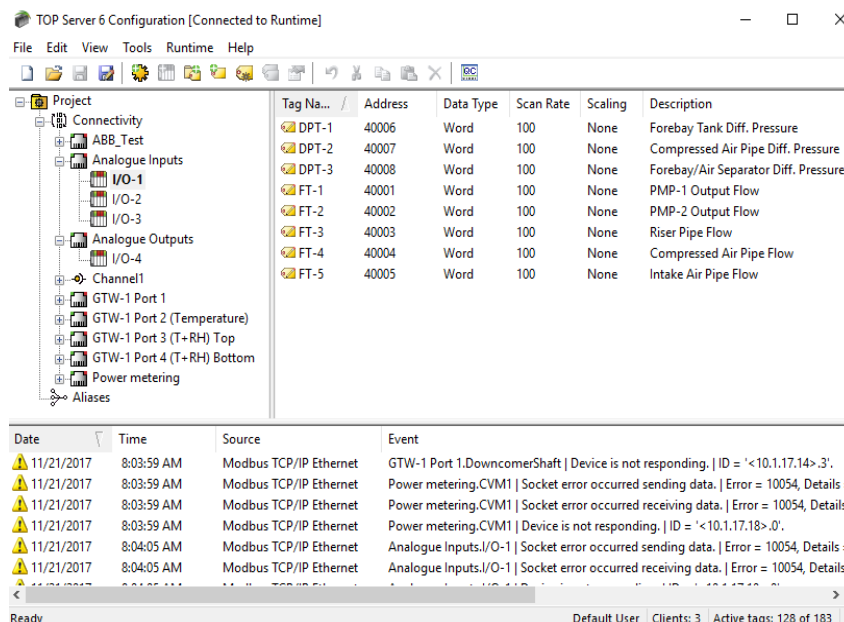 TOP Server 6 Configuration [Connected to Runtime]
File Edit View Tools Runtime Help
Project
Connectivity
ABB_Test
Analogue Inputs
I/O-1
I/O-2
I/O-3
Analogue Outputs
I/O-4
Channel1
GTW-1 Port 1
GTW-1 Port 2 (Temperature)
GTW-1 Port 3 (T+RH) Top
GTW-1 Port 4 (T+RH) Bottom
Power metering
Aliases
Tag Na... Address Data Type Scan Rate Scaling Description
DPT-1 40006 Word 100 None Forebay Tank Diff. Pressure
DPT-2 40007 Word 100 None Compressed Air Pipe Diff. Pressure
DPT-3 40008 Word 100 None Forebay/Air Separator Diff. Pressure
FT-1 40001 Word 100 None PMP-1 Output Flow
FT-2 40002 Word 100 None PMP-2 Output Flow
FT-3 40003 Word 100 None Riser Pipe Flow
FT-4 40004 Word 100 None Compressed Air Pipe Flow
FT-5 40005 Word 100 None Intake Air Pipe Flow
Date Time Source Event
11/21/2017 8:03:59 AM Modbus TCP/IP Ethernet GTW-1 Port 1.DowncomerShaft | Device is not responding. | ID = '<10.1.17.14>.3'.
11/21/2017 8:03:59 AM Modbus TCP/IP Ethernet Power metering.CVM1 | Socket error occurred sending data. | Error = 10054, Details
11/21/2017 8:03:59 AM Modbus TCP/IP Ethernet Power metering.CVM1 | Socket error occurred receiving data. | Error = 10054, Details
11/21/2017 8:03:59 AM Modbus TCP/IP Ethernet Power metering.CVM1 | Device is not responding. | ID = '<10.1.17.18>.0'.
11/21/2017 8:04:05 AM Modbus TCP/IP Ethernet Analogue Inputs.I/O-1 | Socket error occurred sending data. | Error = 10054, Details =
11/21/2017 8:04:05 AM Modbus TCP/IP Ethernet Analogue Inputs.I/O-1 | Socket error occurred receiving data. | Error = 10054, Details
Ready Default User Clients: 3 Active tags: 128 of 183